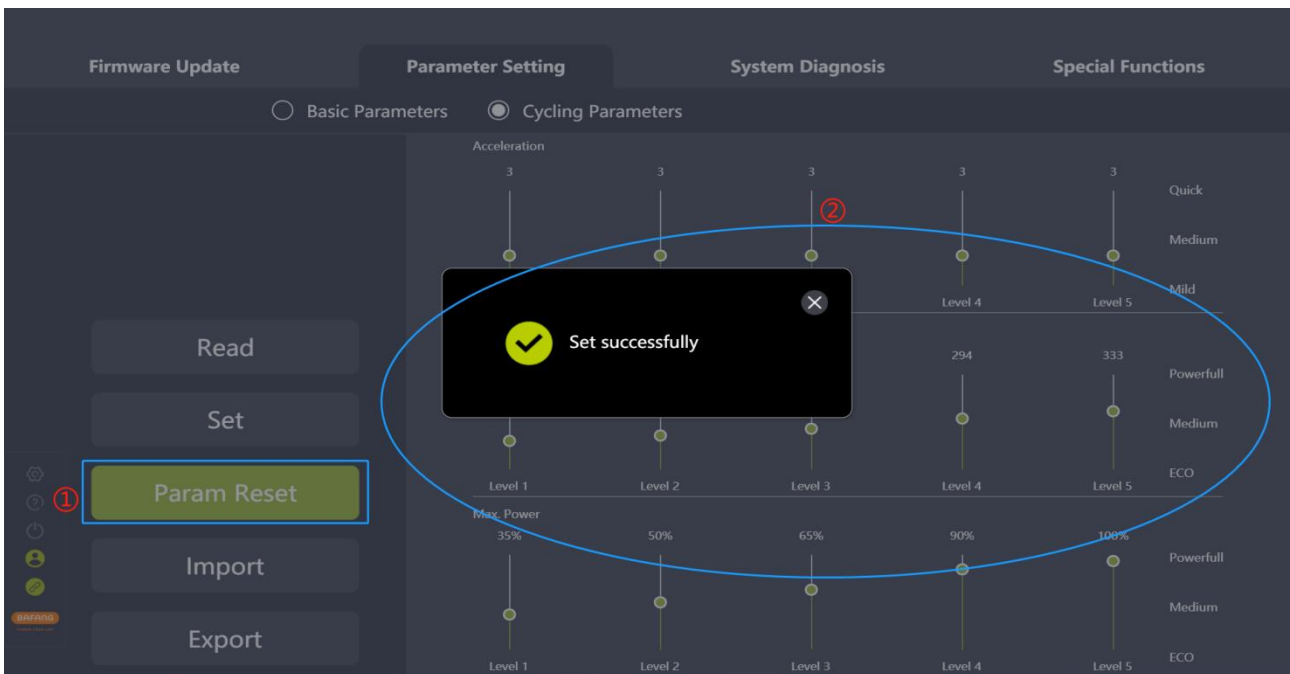 Firmware Update Parameter Setting System Diagnosis Special Functions
Basic Parameters Cycling Parameters
Acceleration
3 3 3 3 3
Quick
②
Medium
Mild
Level 4 Level 5
Set successfully
Read
294 333
Powerfull
Set
Medium
ECO
Level 1 Level 2 Level 3 Level 4 Level 5
① Param Reset
Max. Power
35% 50% 65% 90% 100%
Powerfull
Import
Medium
BAFANG
Export
ECO
Level 1 Level 2 Level 3 Level 4 Level 5